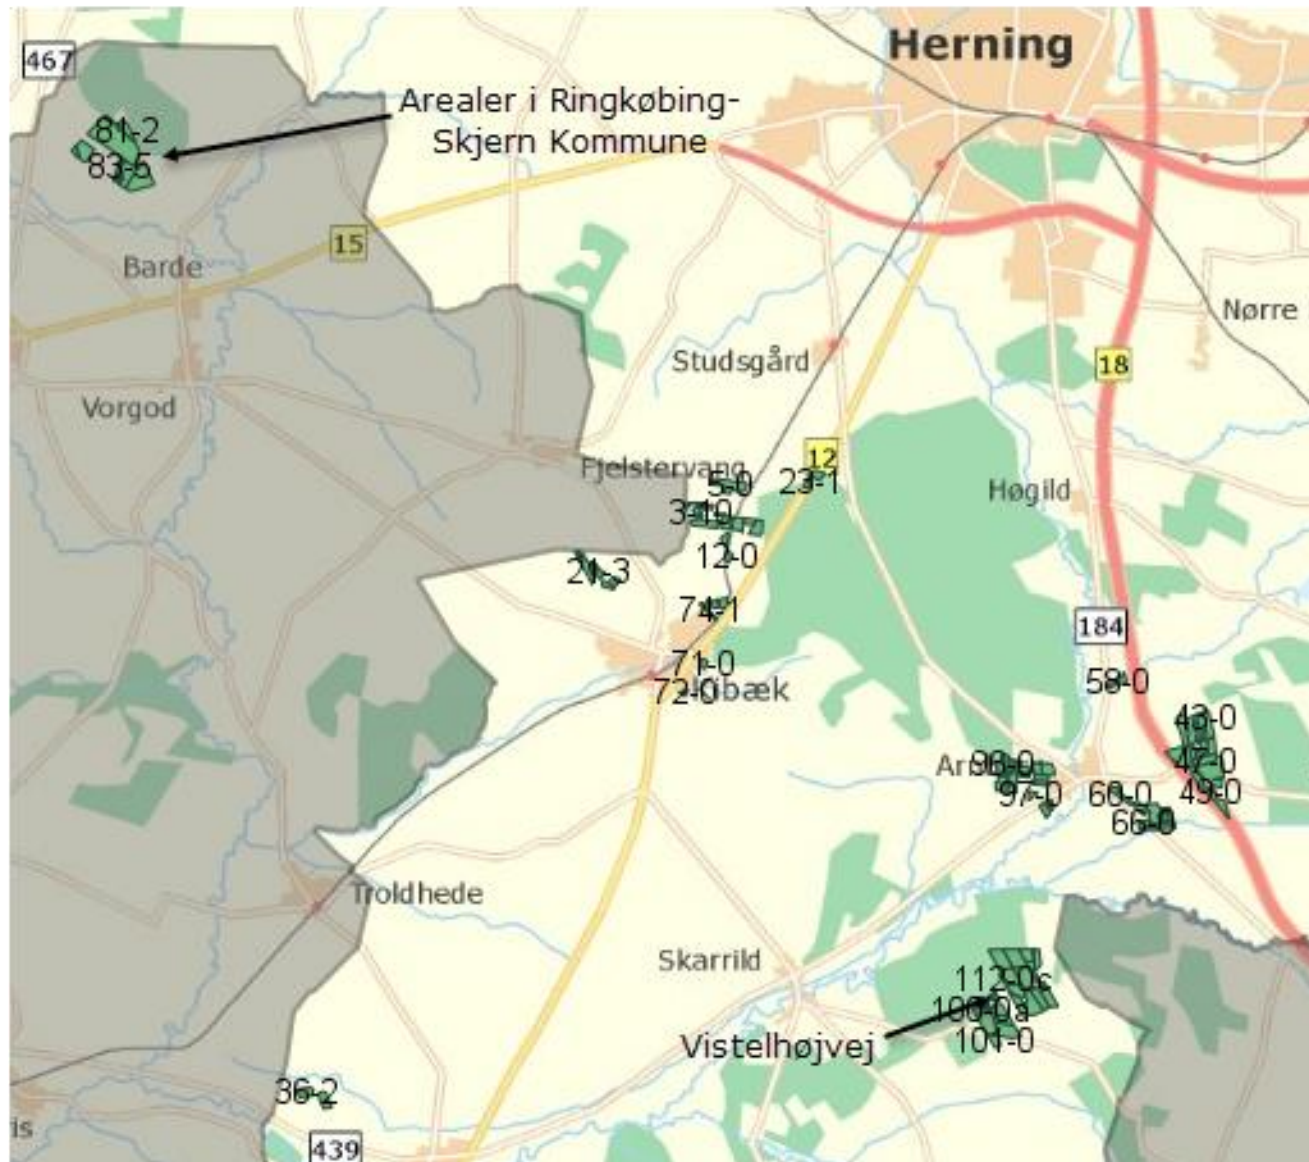 467
Herning
Arealer i Ringkøbing-
Skjern Kommune
81-2
83-5
15
Barde
Nørre
Studsgård
18
Vorgod
12
Fjelstervang
5-0
23-1
Høgild
3-10
12-0
21-3
74-1
184
71-0
72-0
58-0
43-0
47-0
97-0
60-0
49-0
66-0
Troldhede
Skarrild
112-0c
101-0
Vistelhøjvej
36-2
439
is